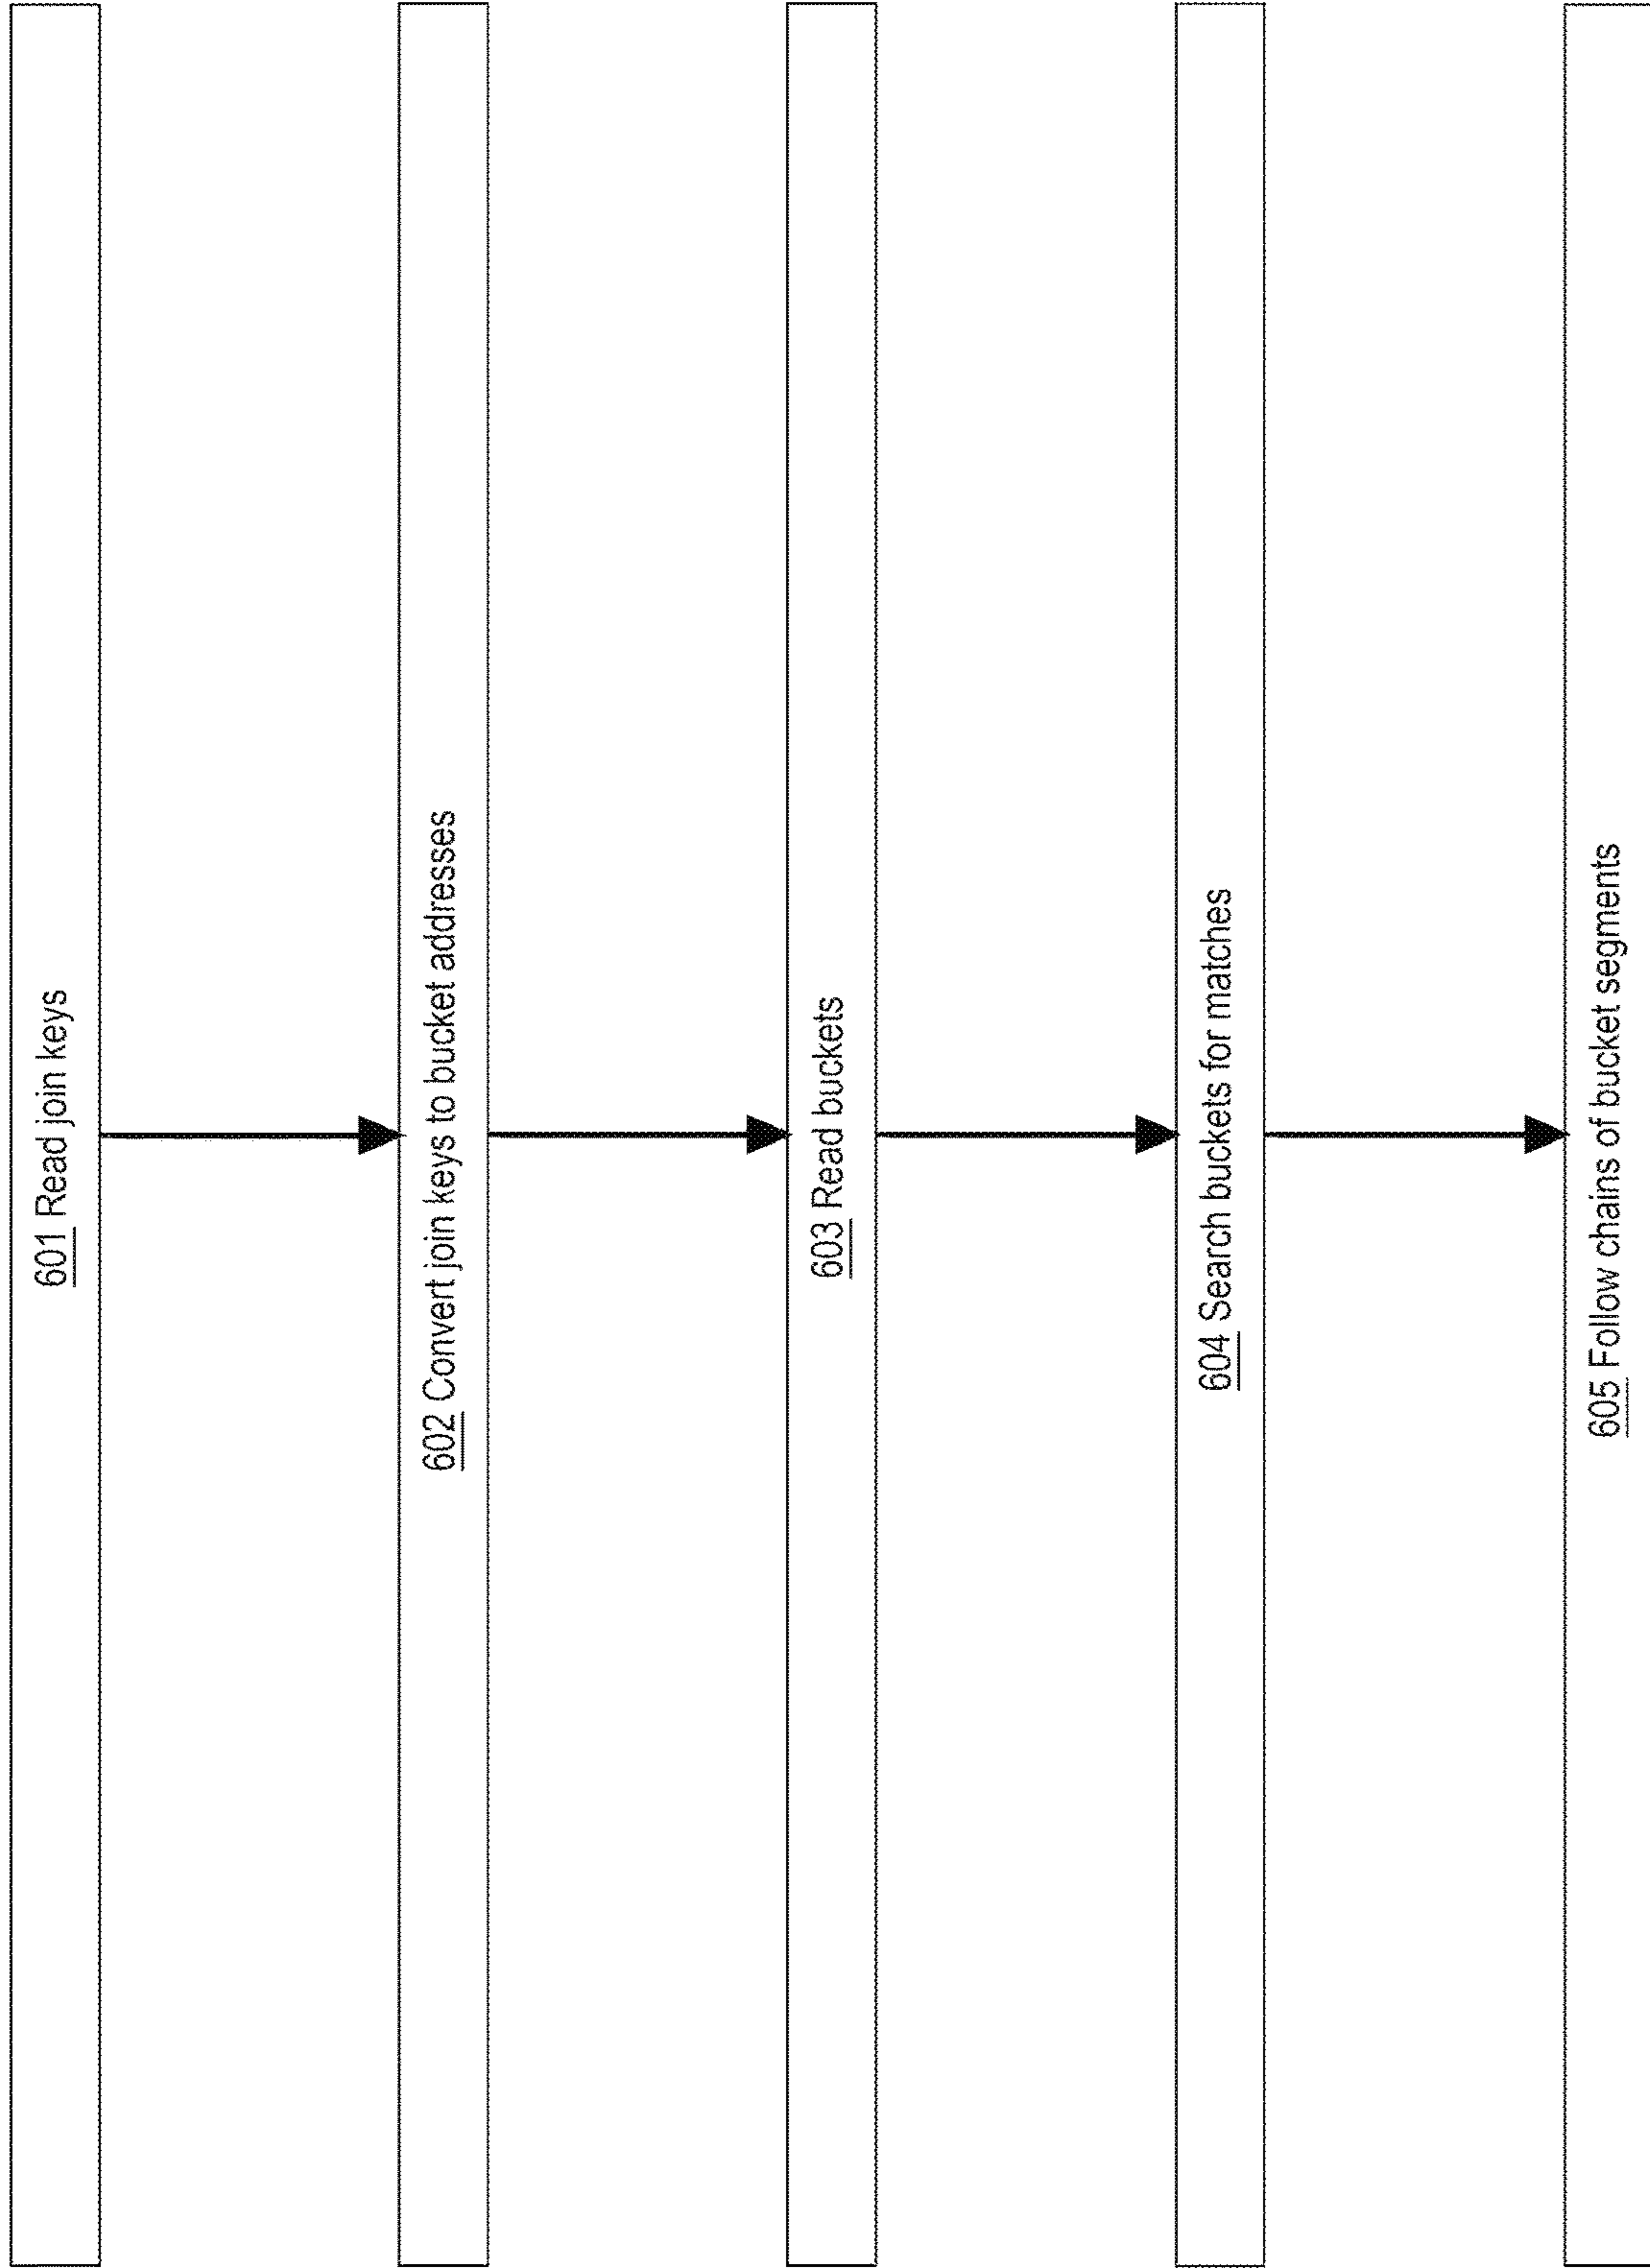 601 Read join keys
602 Convert join keys to bucket addresses
603 Read buckets
604 Search buckets for matches
605 Follow chains of bucket segments